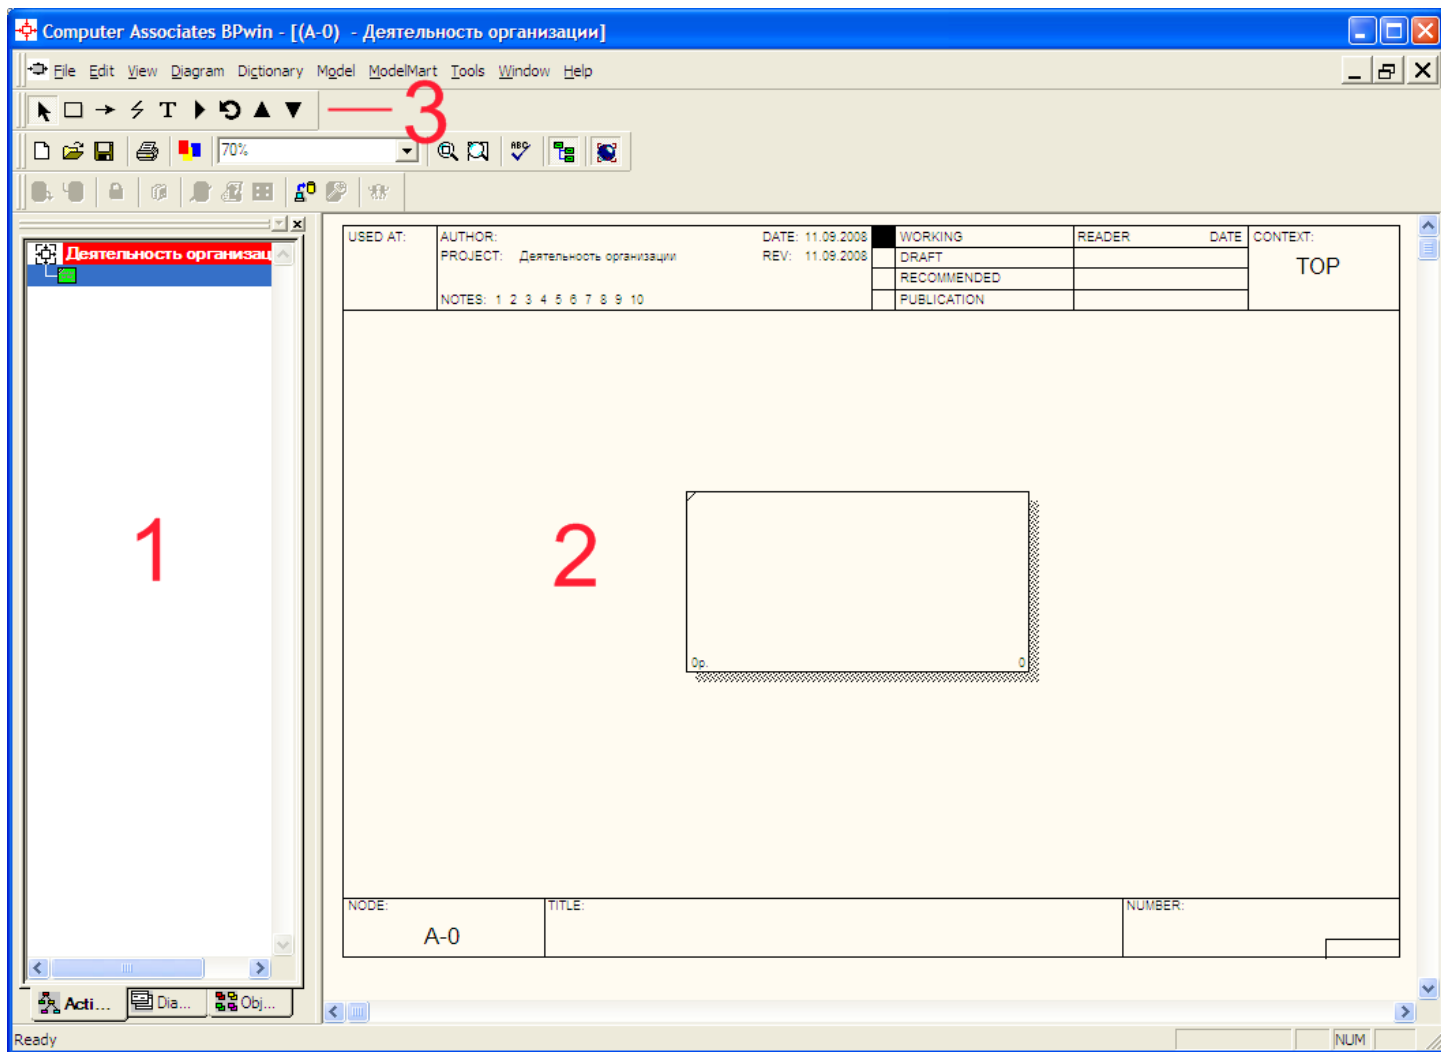 Computer Associates BPwin - [(A-0)  - Деятельность организации]
File Edit View Diagram Dictionary Model ModelMart Tools Window Help
T
3
70%
ABC
Деятельность организац
USED AT: AUTHOR: DATE: 11.09.2008 WORKING READER DATE CONTEXT:
PROJECT: Деятельность организации REV: 11.09.2008 DRAFT
TOP
RECOMMENDED
NOTES: 1 2 3 4 5 6 7 8 9 10 PUBLICATION
1
2
0р. 0
NODE: TITLE: NUMBER:
A-0
Acti... Dia... Obj...
Ready NUM